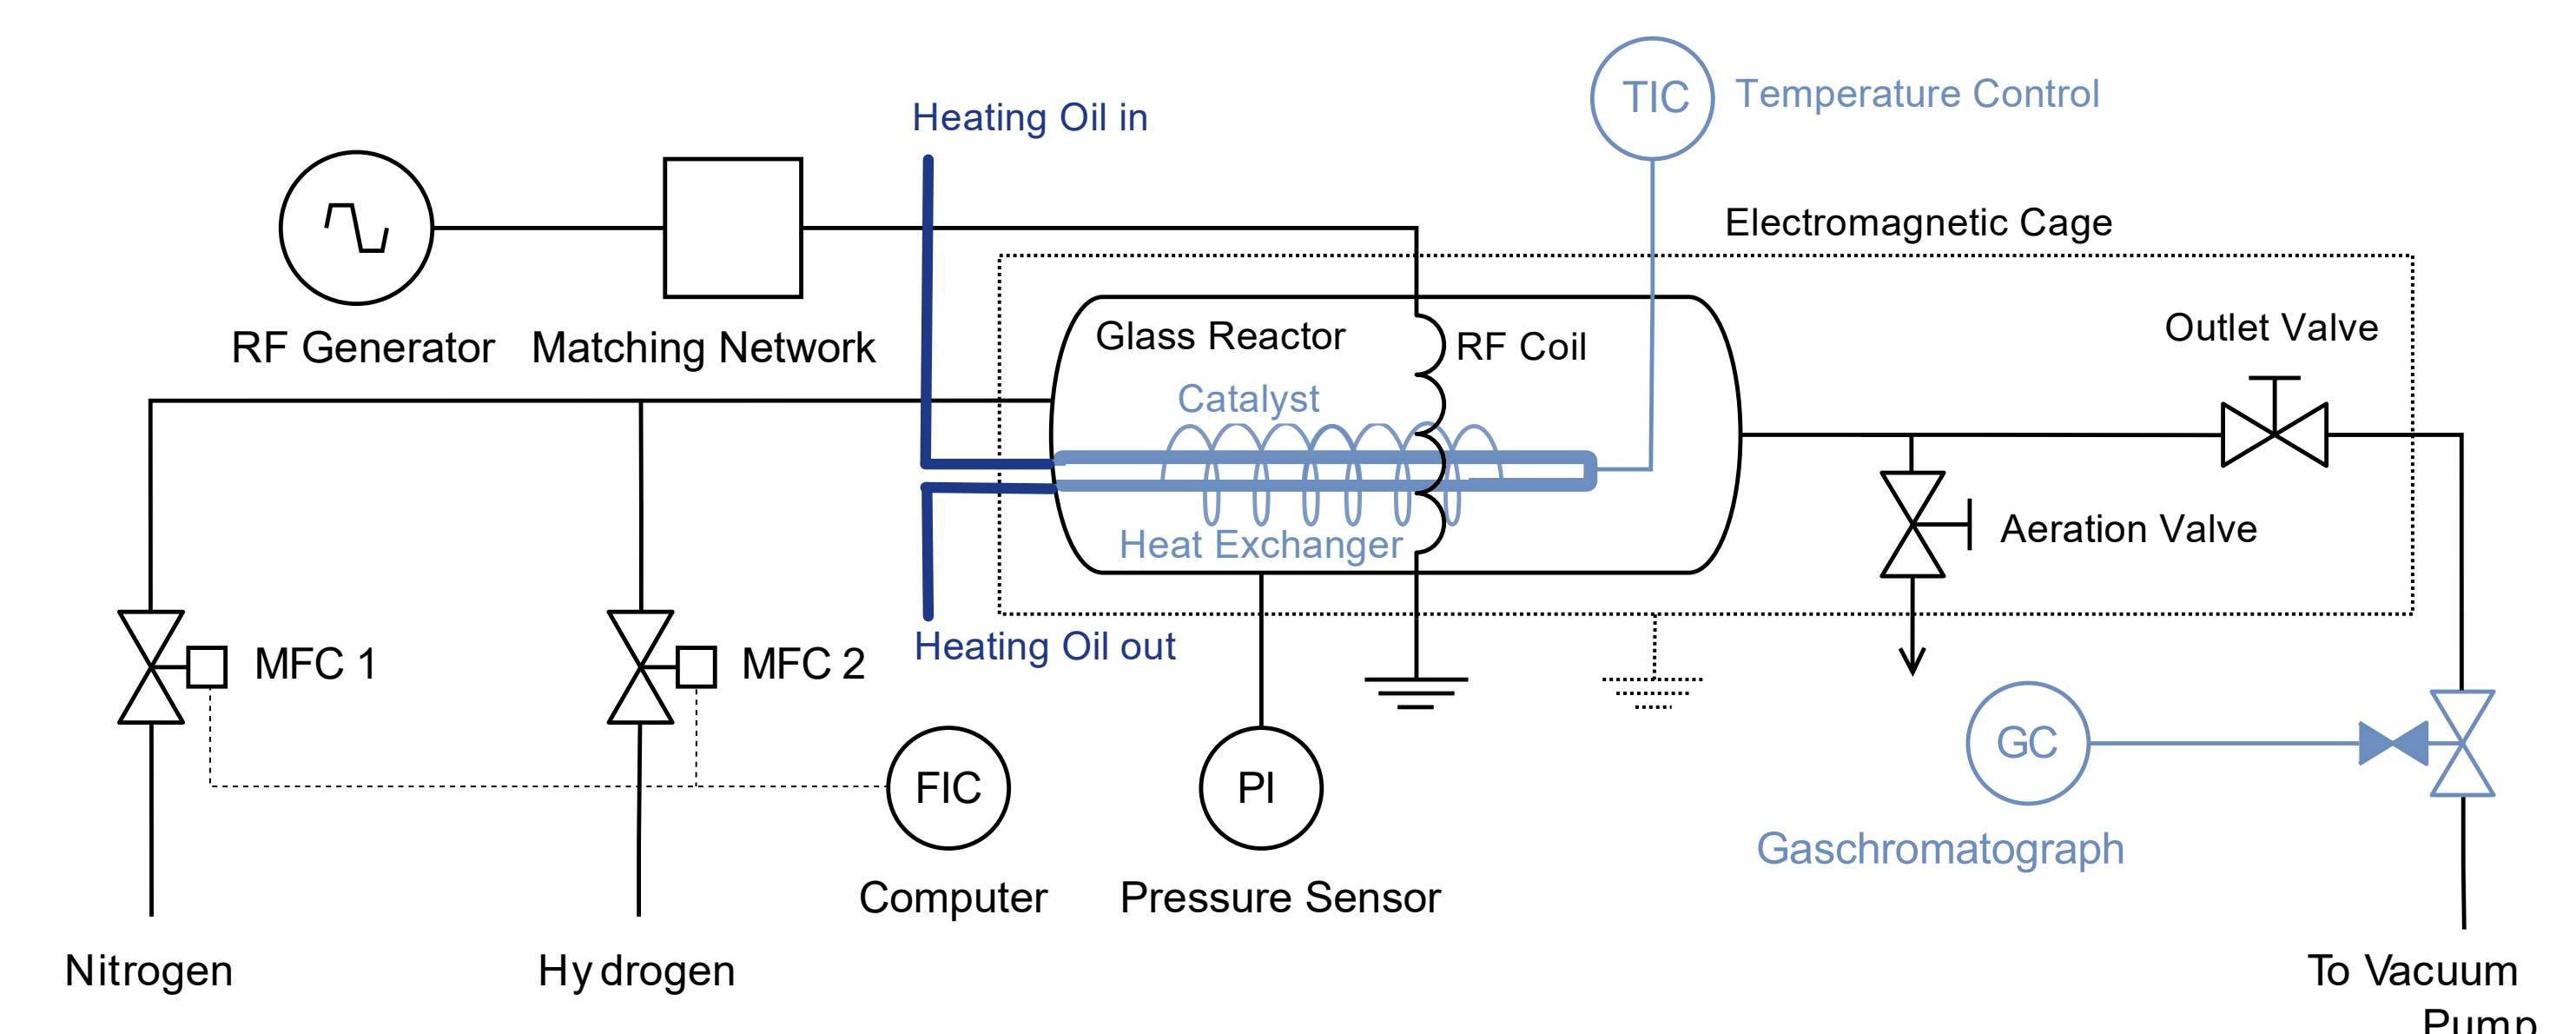 TIC
Temperature Control
Heating Oil in
Electromagnetic Cage
RF Generator
Matching Network
Glass Reactor
RF Coil
Outlet Valve
Catalyst
Heat Exchanger
Aeration Valve
Heating Oil out
MFC 1
MFC 2
FIC
PI
GC
Computer
Pressure Sensor
Gaschromatograph
Nitrogen
Hydrogen
To Vacuum
Pump